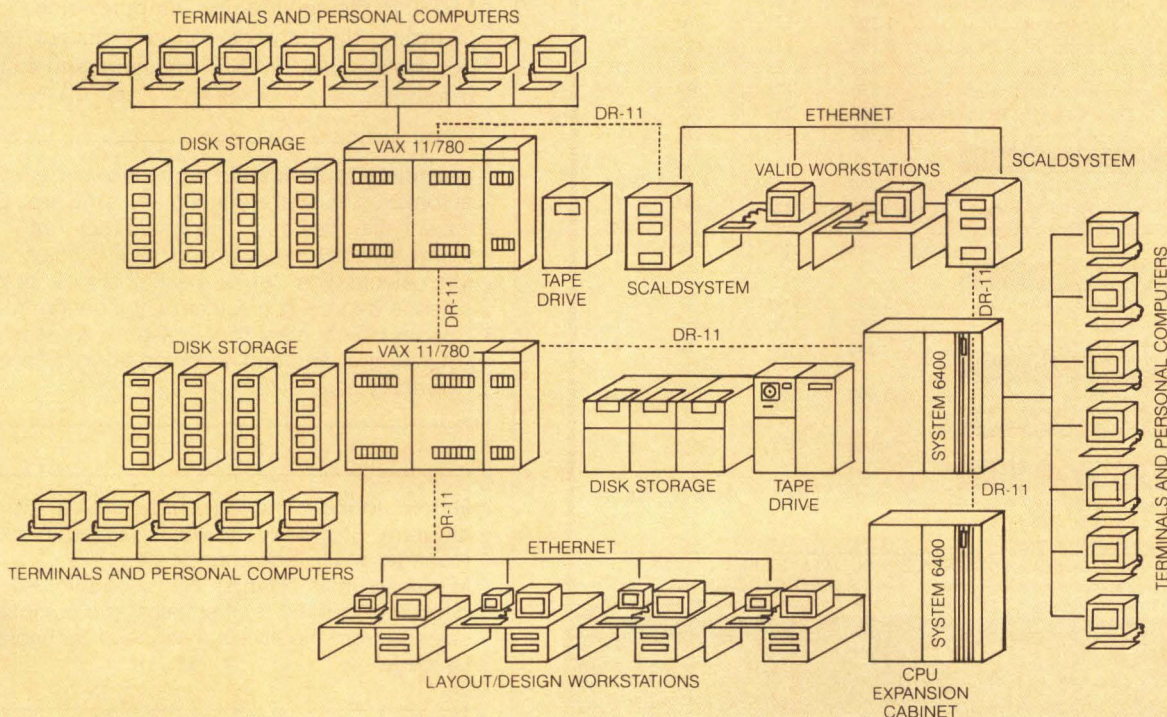 TERMINALS AND PERSONAL COMPUTERS
DR-11
ETHERNET
DISK STORAGE
VAX 11/780
VALID WORKSTATIONS
SCALDSYSTEM
TAPE
DRIVE
SCALDSYSTEM
DR-11
DR-11
TERMINALS AND PERSONAL COMPUTERS
DISK STORAGE
VAX 11/780
DR-11
SYSTEM 6400
DISK STORAGE
TAPE
DRIVE
DR-11
DR-11
ETHERNET
TERMINALS AND PERSONAL COMPUTERS
SYSTEM 6400
LAYOUT/DESIGN WORKSTATIONS
CPU
EXPANSION
CABINET